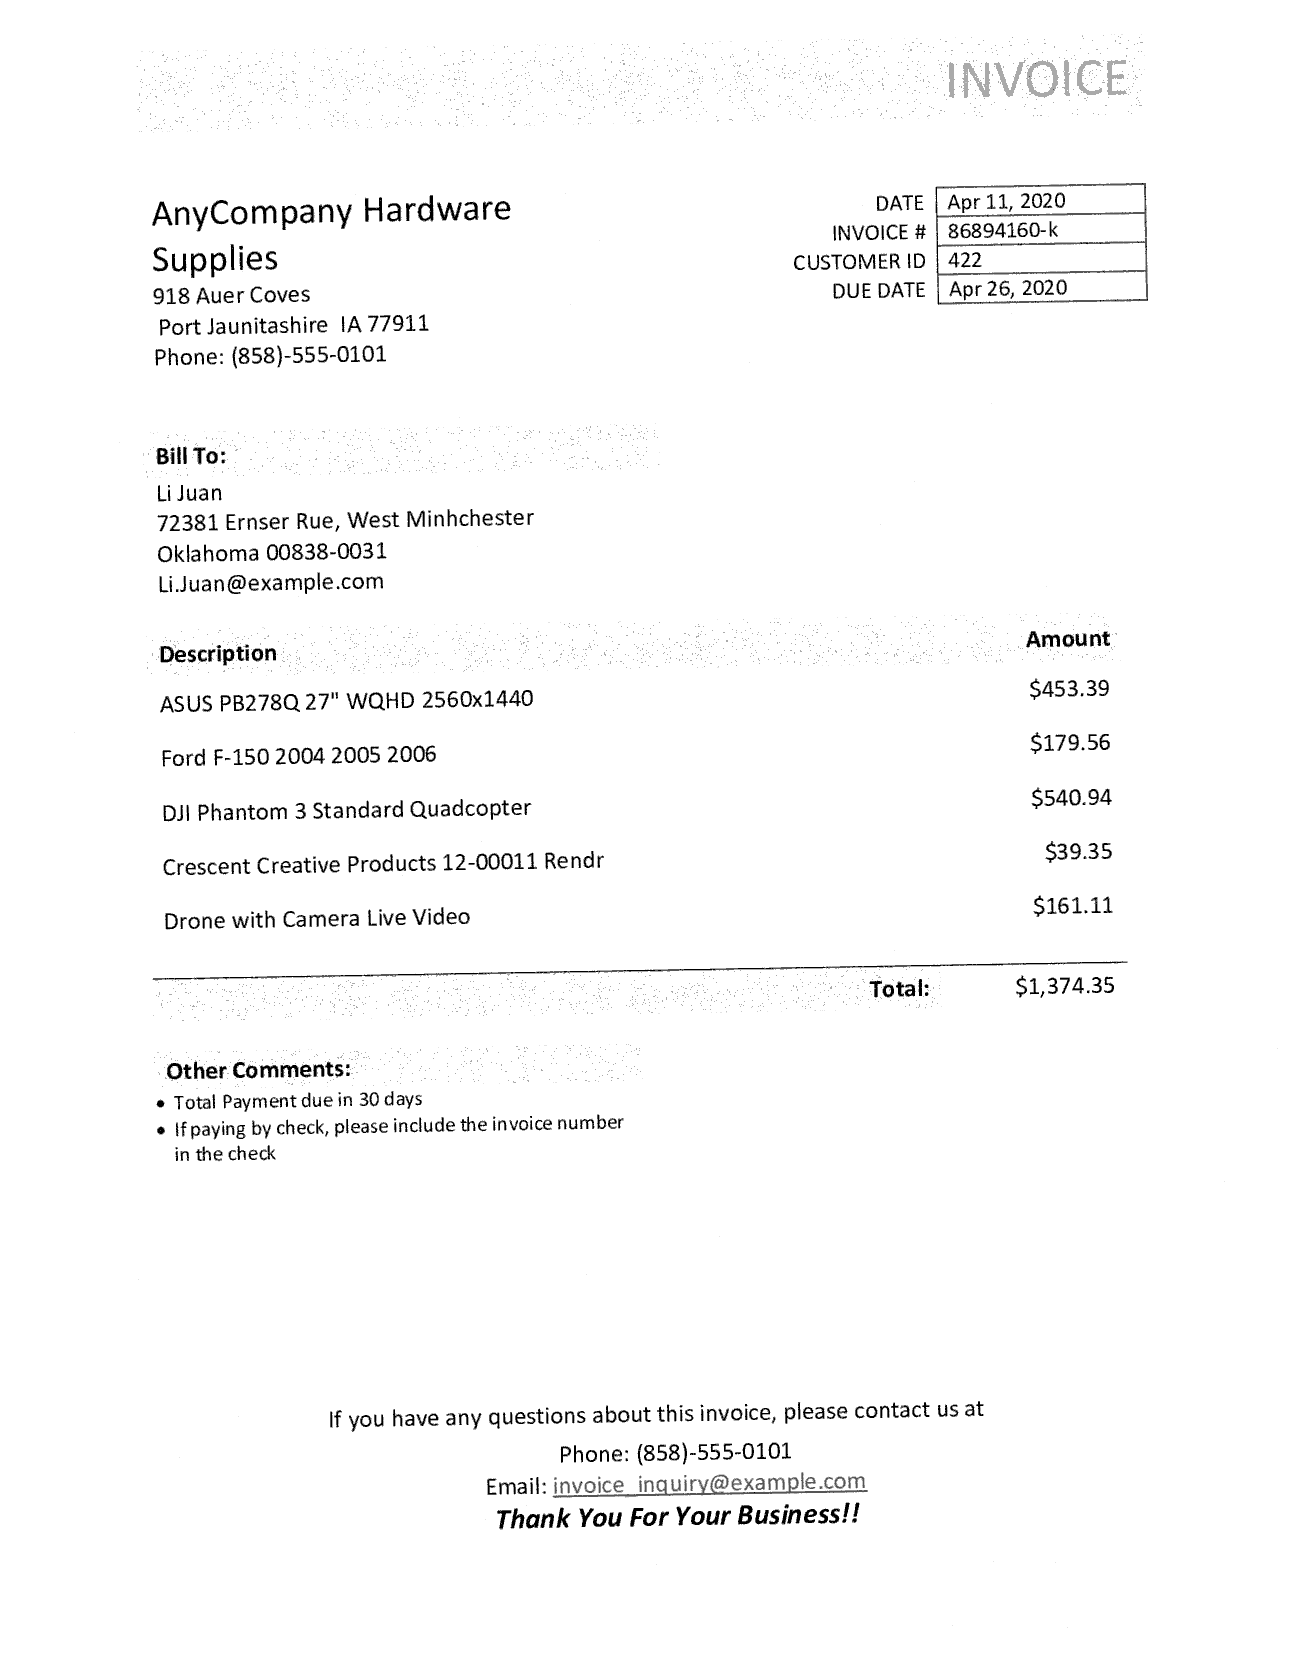 INVOICE
AnyCompany Hardware
Supplies
918 Auer Coves
Port Jaunitashire IA 77911
Phone: (858)-555-0101
DATE Apr 11, 2020
INVOICE # 86894160-k
CUSTOMER ID 422
DUE DATE Apr 26, 2020
Bill To:
Li Juan
72381 Ernser Rue, West Minhchester
Oklahoma 00838-0031
Li.Juan@example.com
Description Amount
ASUS PB278Q 27" WQHD 2560x1440 $453.39
Ford F-150 2004 2005 2006 $179.56
DJI Phantom 3 Standard Quadcopter $540.94
Crescent Creative Products 12-00011 Rendr $39.35
Drone with Camera Live Video $161.11
Total: $1,374.35
Other Comments:
• Total Payment due in 30 days
• If paying by check, please include the invoice number
in the check
If you have any questions about this invoice, please contact us at
Phone: (858)-555-0101
Email: invoice_inquiry@example.com
Thank You For Your Business!!